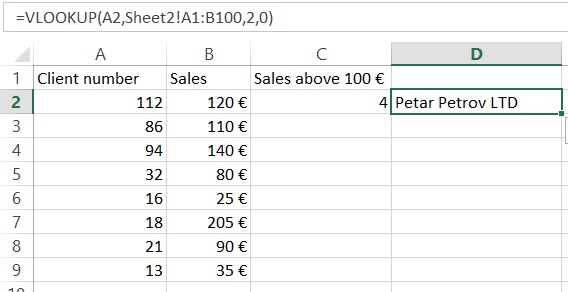 =VLOOKUP(A2,Sheet2!A1:B100,2,0)
A B C D
1 Client number Sales Sales above 100 €
2 112 120 € 4 Petar Petrov LTD
3 86 110 €
4 94 140 €
5 32 80 €
6 16 25 €
7 18 205 €
8 21 90 €
9 13 35 €
10